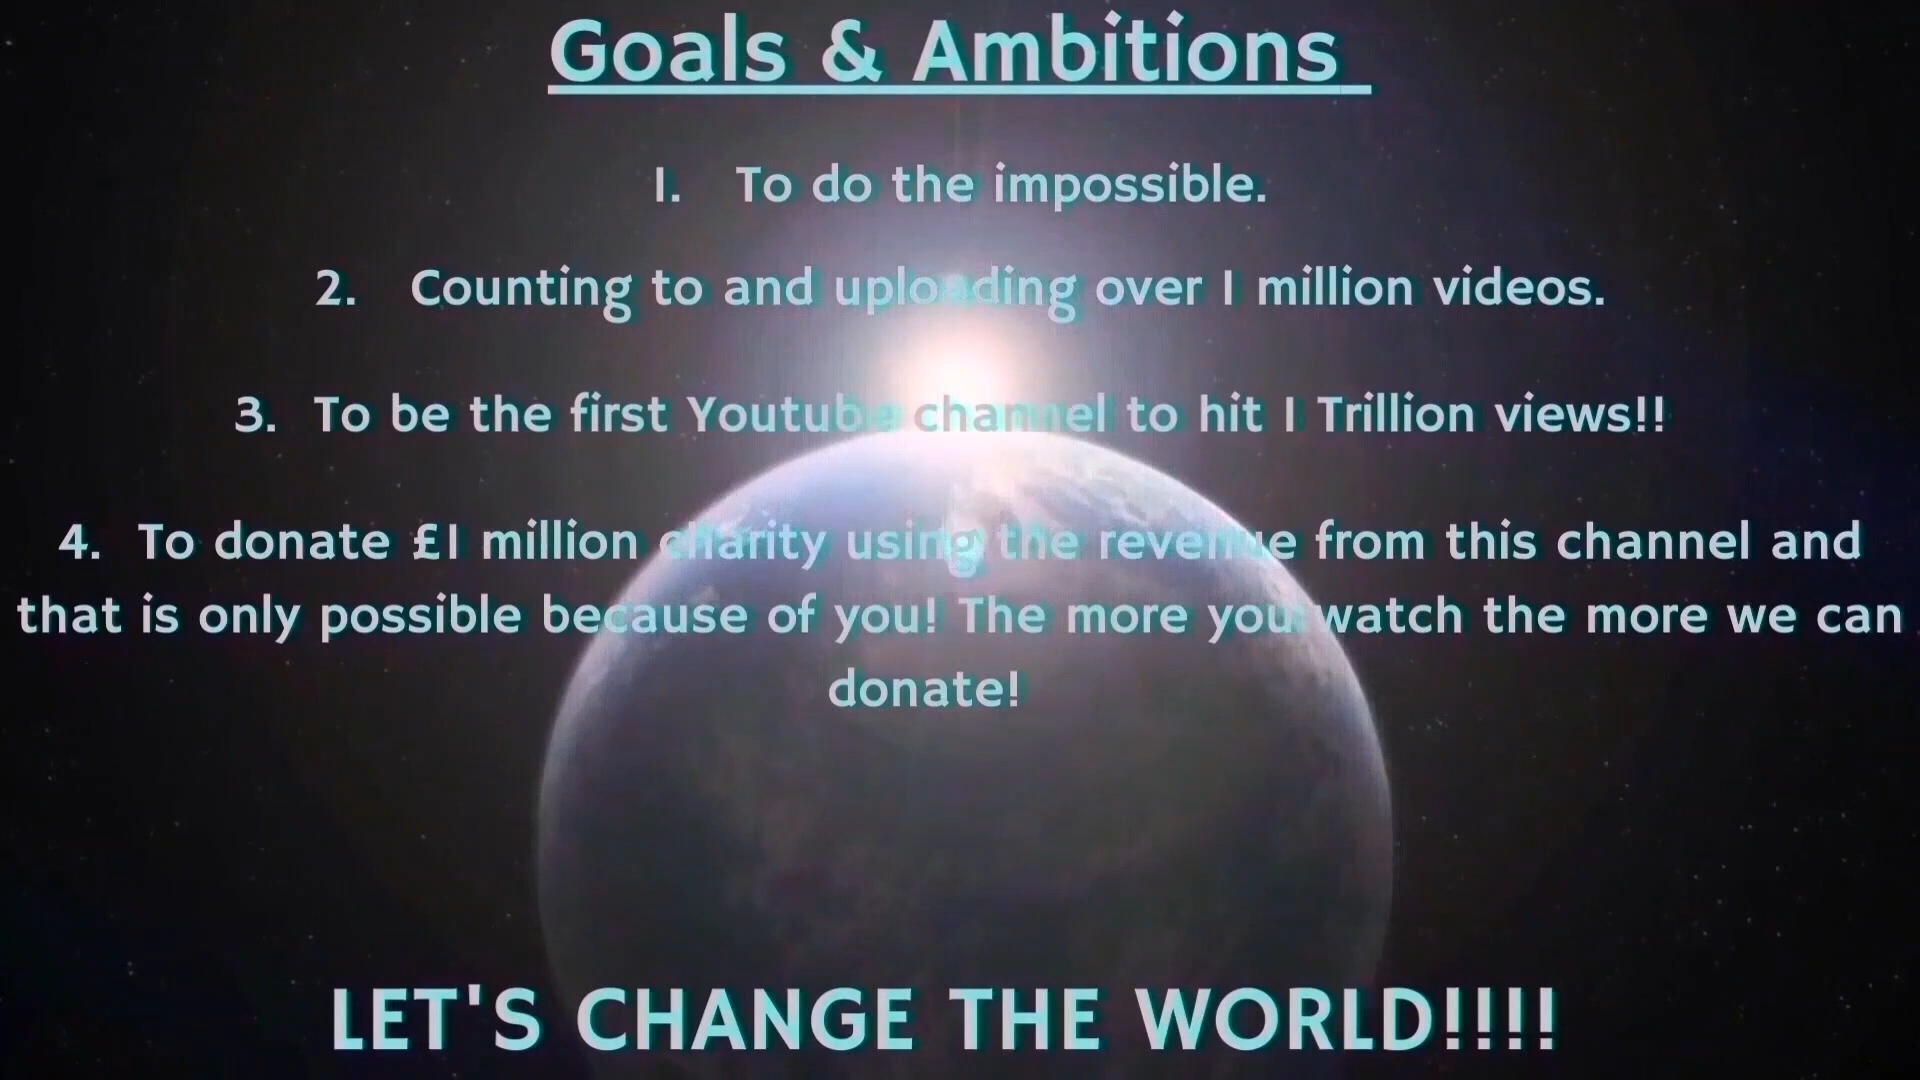 Goals & Ambitions
1. To do the impossible.
2. Counting to and uploading over 1 million videos.
3. To be the first Youtube channel to hit 1 Trillion views!!
4. To donate £1 million charity using the revenue from this channel and
that is only possible because of you! The more you watch the more we can
donate!
LET'S CHANGE THE WORLD!!!!